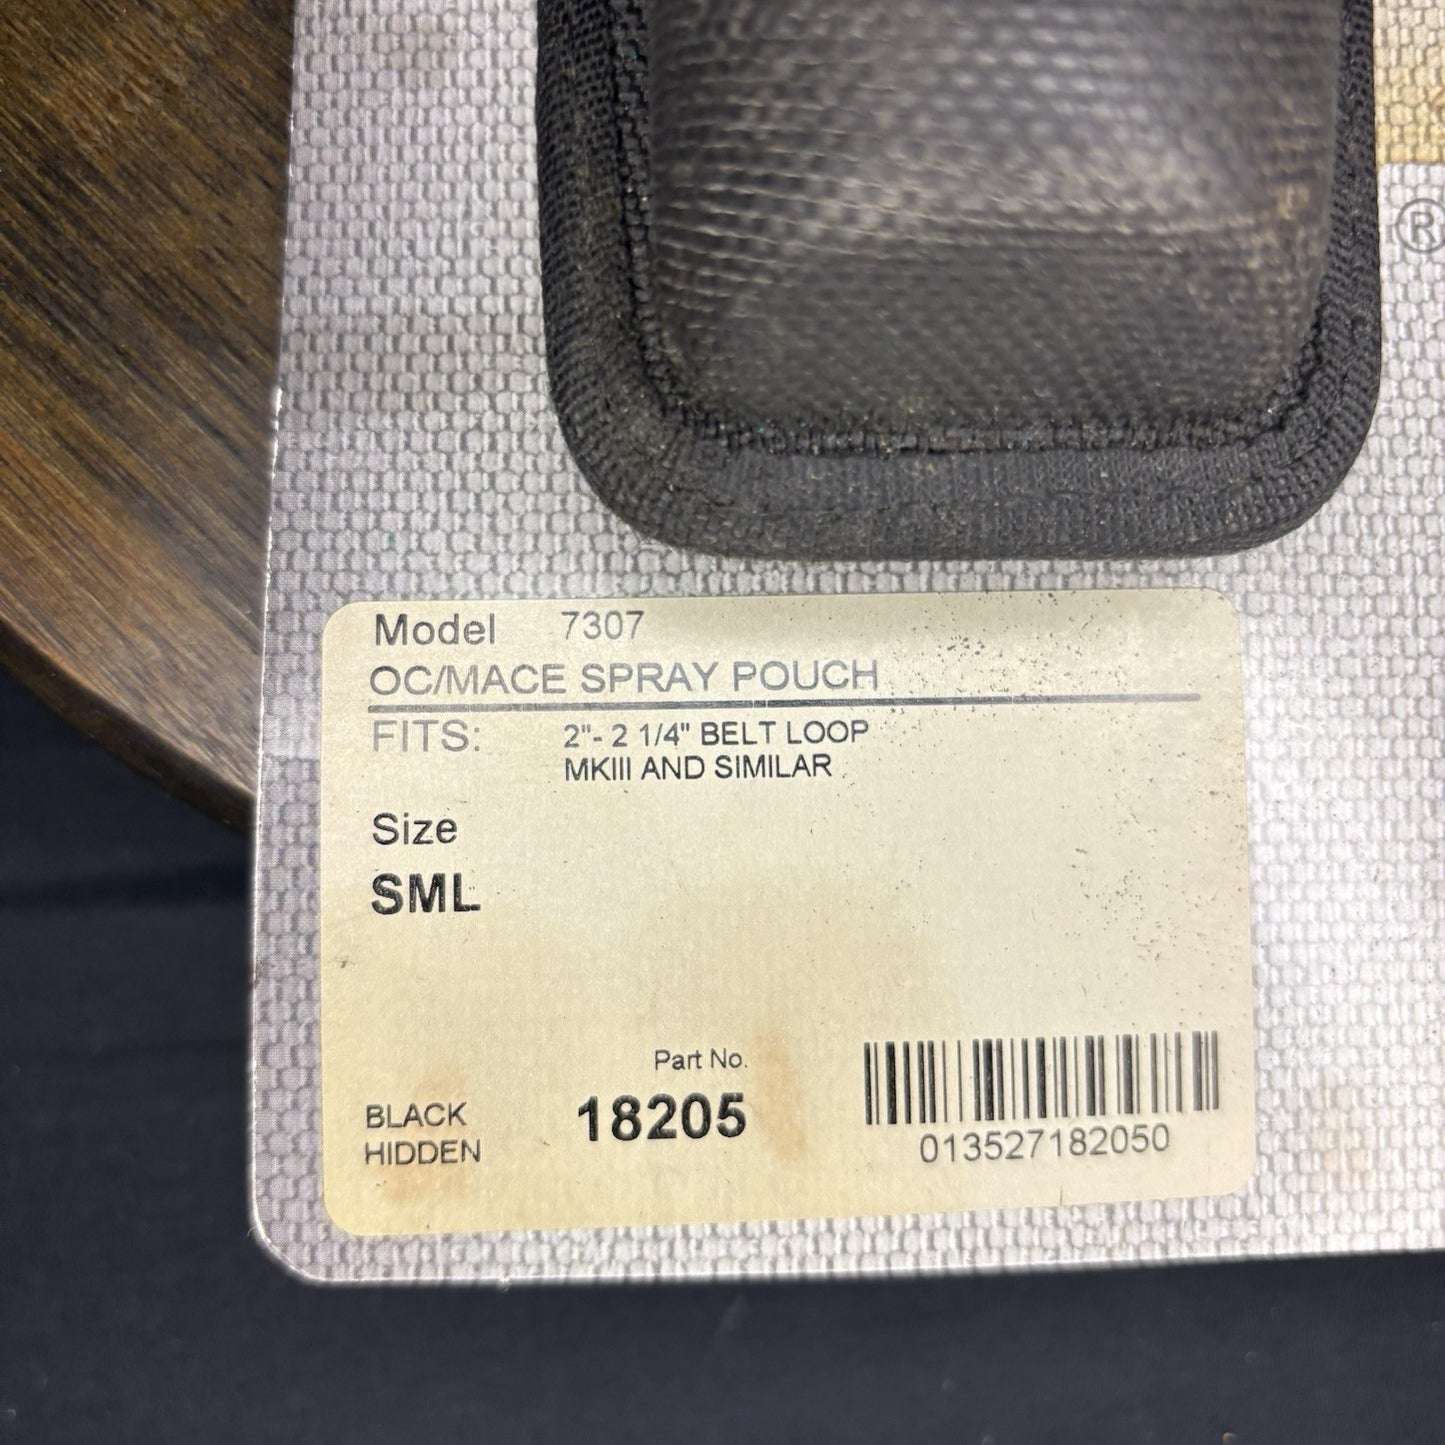 ®
Model 7307
OC/MACE SPRAY POUCH
FITS: 2"- 2 1/4" BELT LOOP
MKIII AND SIMILAR
Size
SML
Part No.
BLACK 18205
HIDDEN
013527182050